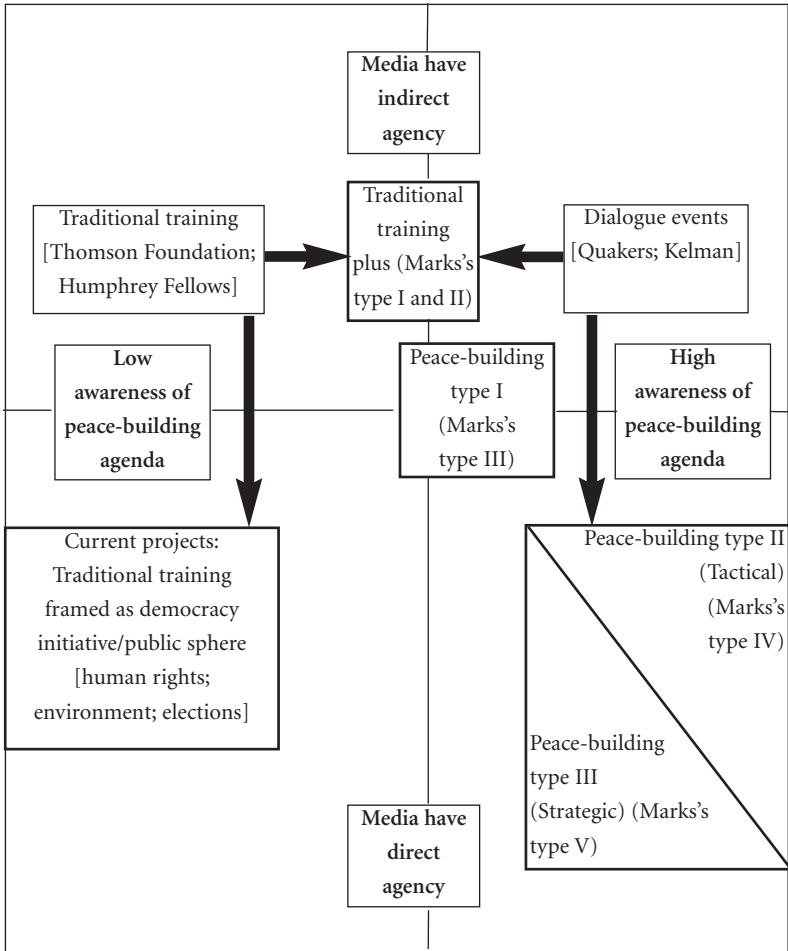 Media have
indirect
agency
Traditional training
[Thomson Foundation;
Humphrey Fellows]
Traditional
training
plus (Marks's
type I and II)
Dialogue events
[Quakers; Kelman]
Low
awareness of
peace-building
agenda
Peace-building
type I
(Marks's
type III)
High
awareness of
peace-building
agenda
Current projects:
Traditional training
framed as democracy
initiative/public sphere
[human rights;
environment; elections]
Peace-building type II
(Tactical)
(Marks's
type IV)
Peace-building
type III
(Strategic) (Marks's
type V)
Media have
direct
agency